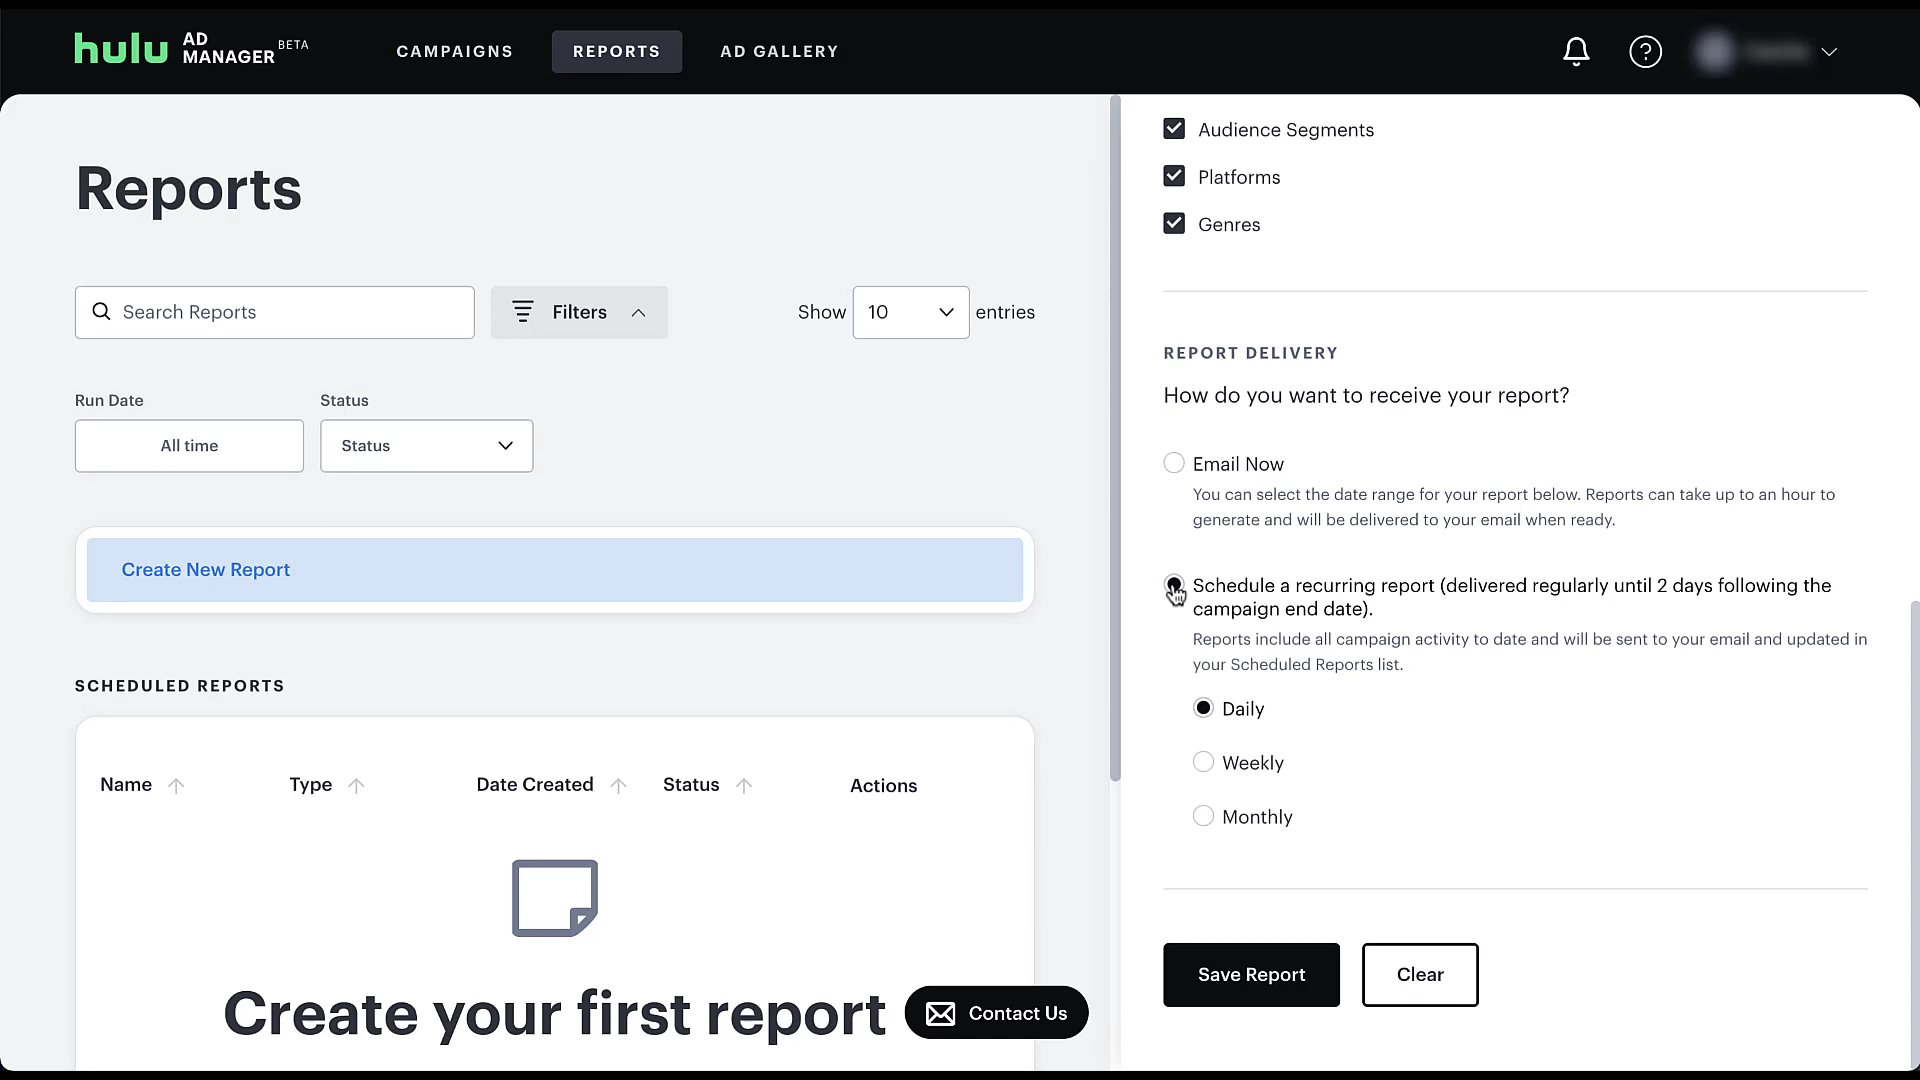 hulu AD MANAGER BETA
CAMPAIGNS
REPORTS
AD GALLERY
Reports
Search Reports
Filters
Show 10 entries
Run Date
Status
All time
Status
Create New Report
SCHEDULED REPORTS
Name
Type
Date Created
Status
Actions
Create your first report
Contact Us
Audience Segments
Platforms
Genres
REPORT DELIVERY
How do you want to receive your report?
Email Now
You can select the date range for your report below. Reports can take up to an hour to
generate and will be delivered to your email when ready.
Schedule a recurring report (delivered regularly until 2 days following the
campaign end date).
Reports include all campaign activity to date and will be sent to your email and updated in
your Scheduled Reports list.
Daily
Weekly
Monthly
Save Report
Clear